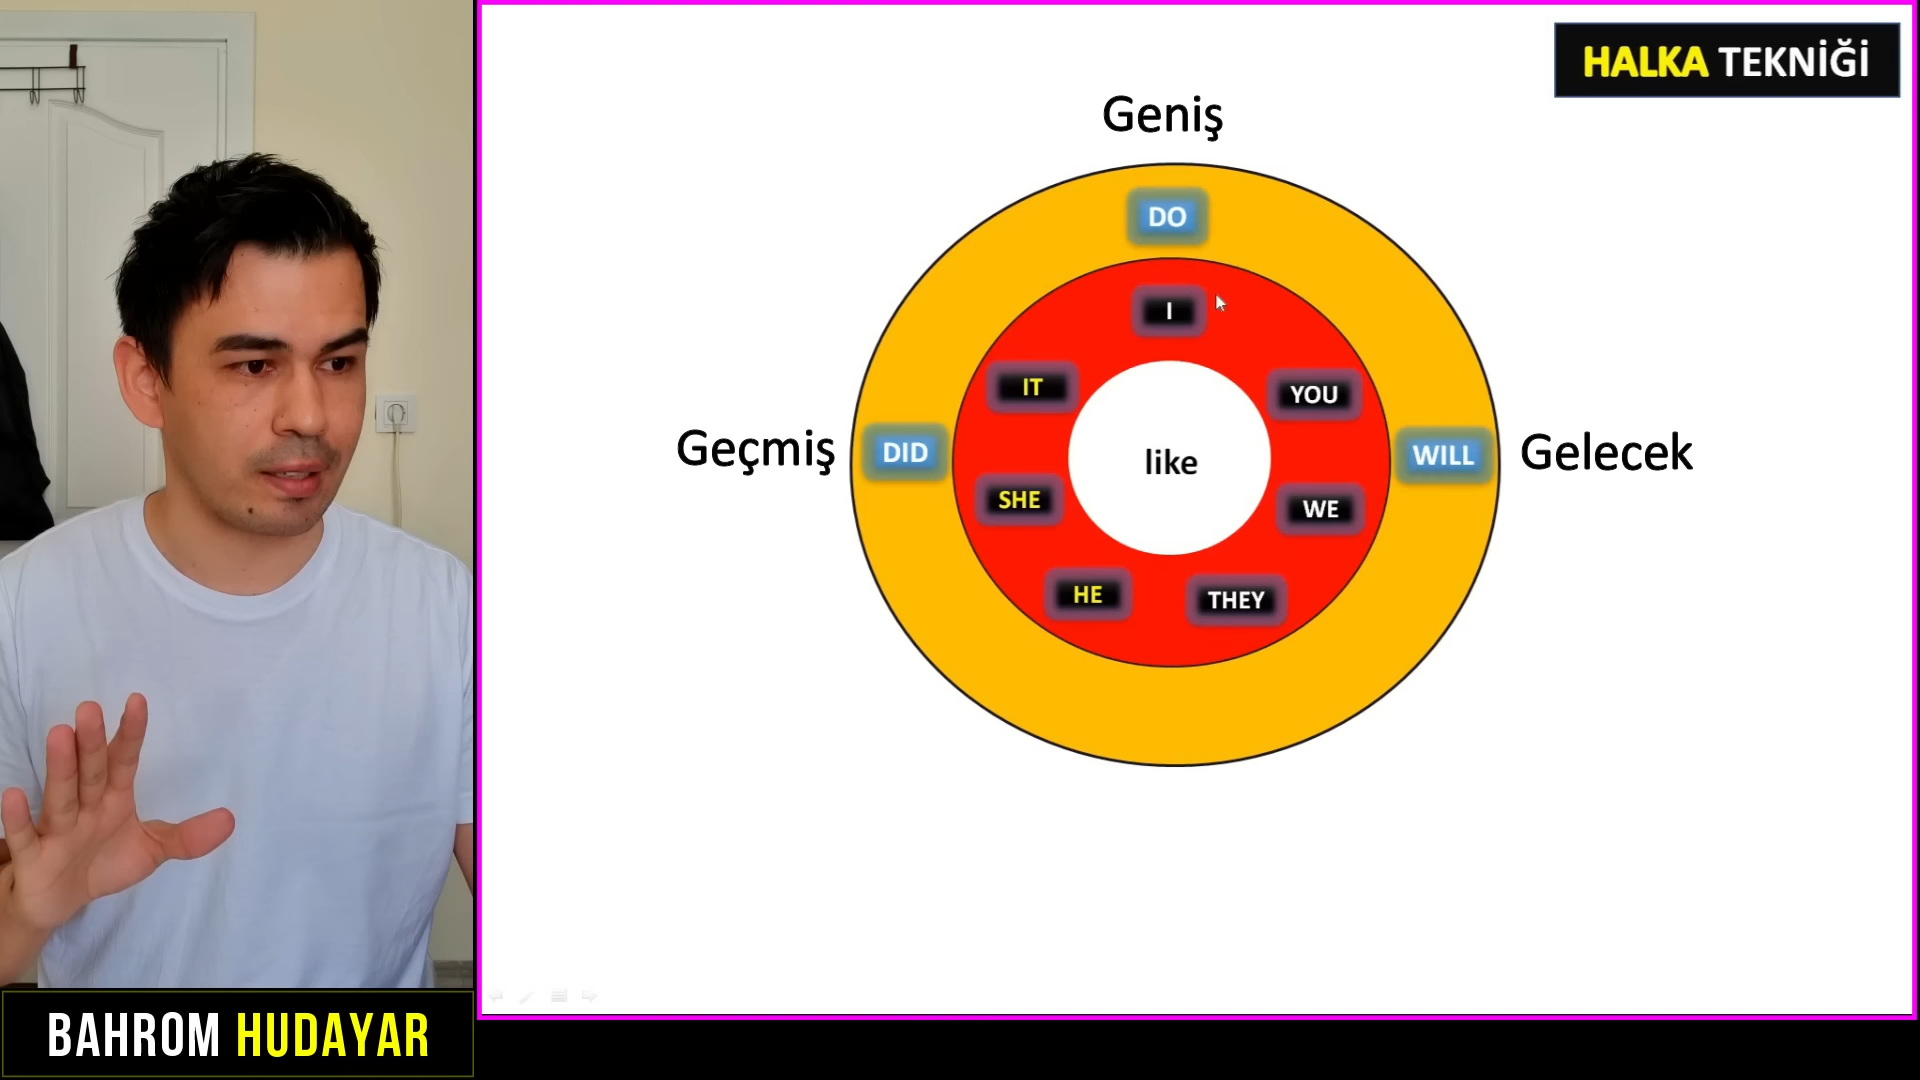 HALKA TEKNİĞİ
Geniş
DO
I
IT
YOU
Geçmiş
DID
like
WILL
Gelecek
SHE
WE
HE
THEY
BAHROM HUDAYAR